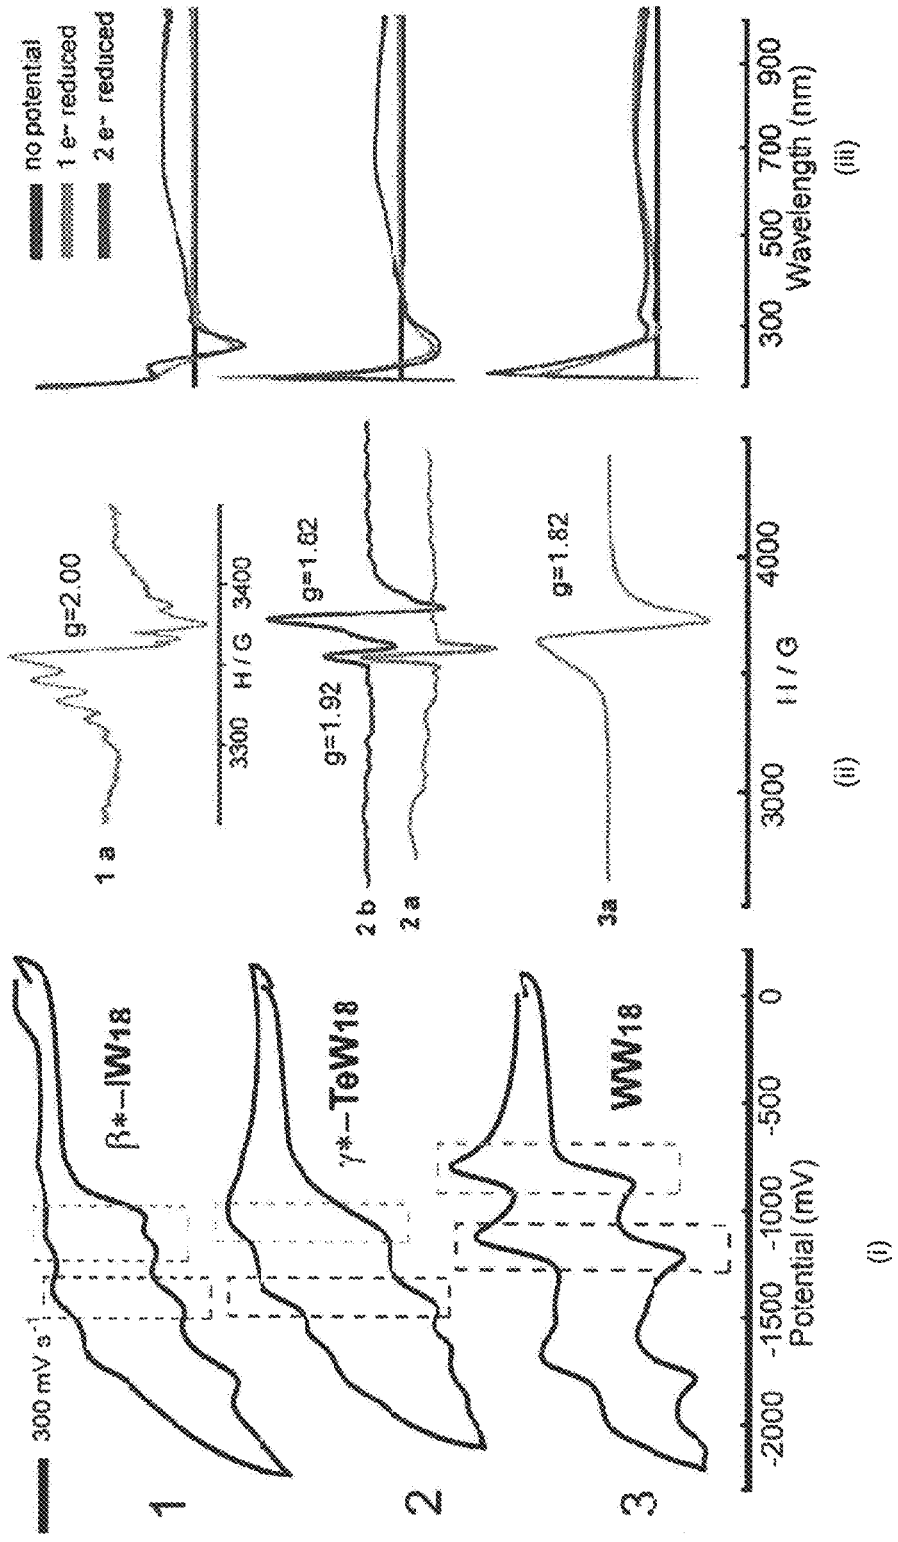 300 mV s⁻¹
1
β*–IW18
2
γ*–TeW18
3
WW18
-2000
-1500
-1000
-500
0
Potential (mV)
(i)
1 a
g=2.00
3300
H / G
3400
g=1.92
g=1.82
2 b
2 a
3a
g=1.82
3000
4000
H / G
(ii)
no potential
1 e- reduced
2 e- reduced
300
500
700
900
Wavelength (nm)
(iii)